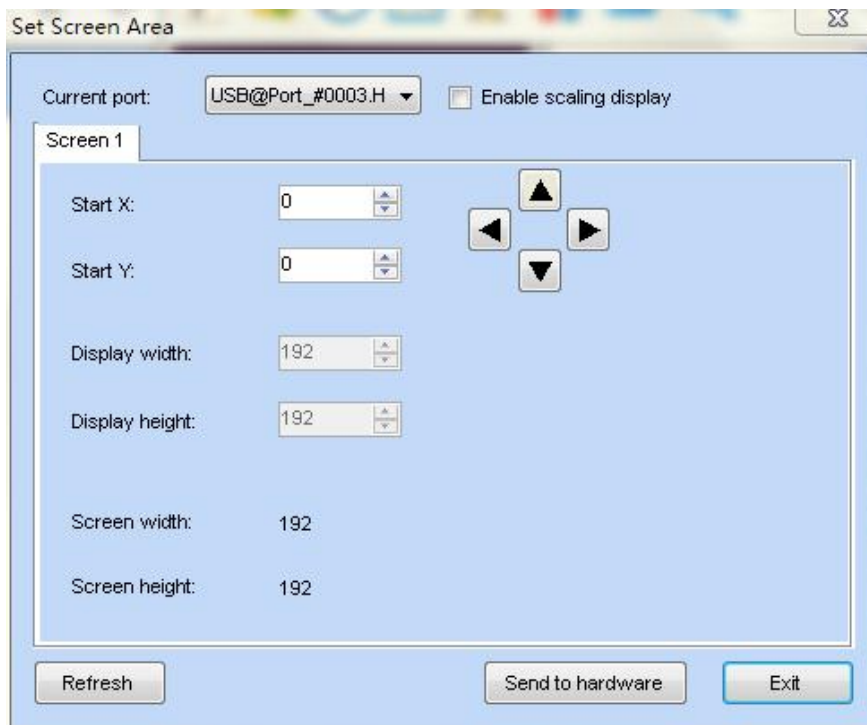 Set Screen Area
Current port: USB@Port_#0003.H Enable scaling display
Screen 1
Start X: 0
Start Y: 0
Display width: 192
Display height: 192
Screen width: 192
Screen height: 192
Refresh Send to hardware Exit